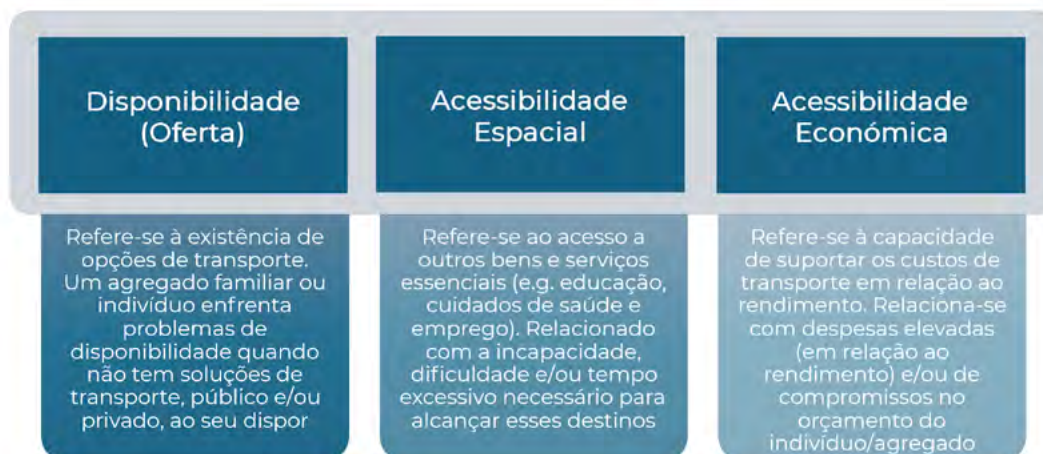 Disponibilidade
(Oferta)
Refere-se à existência de
opções de transporte.
Um agregado familiar ou
indivíduo enfrenta
problemas de
disponibilidade quando
não tem soluções de
transporte, público e/ou
privado, ao seu dispor
Acessibilidade
Espacial
Refere-se ao acesso a
outros bens e serviços
essenciais (e.g. educação,
cuidados de saúde e
emprego). Relacionado
com a incapacidade,
dificuldade e/ou tempo
excessivo necessário para
alcançar esses destinos
Acessibilidade
Económica
Refere-se à capacidade
de suportar os custos de
transporte em relação ao
rendimento. Relaciona-se
com despesas elevadas
(em relação ao
rendimento) e/ou de
compromissos no
orçamento do
indivíduo/agregado